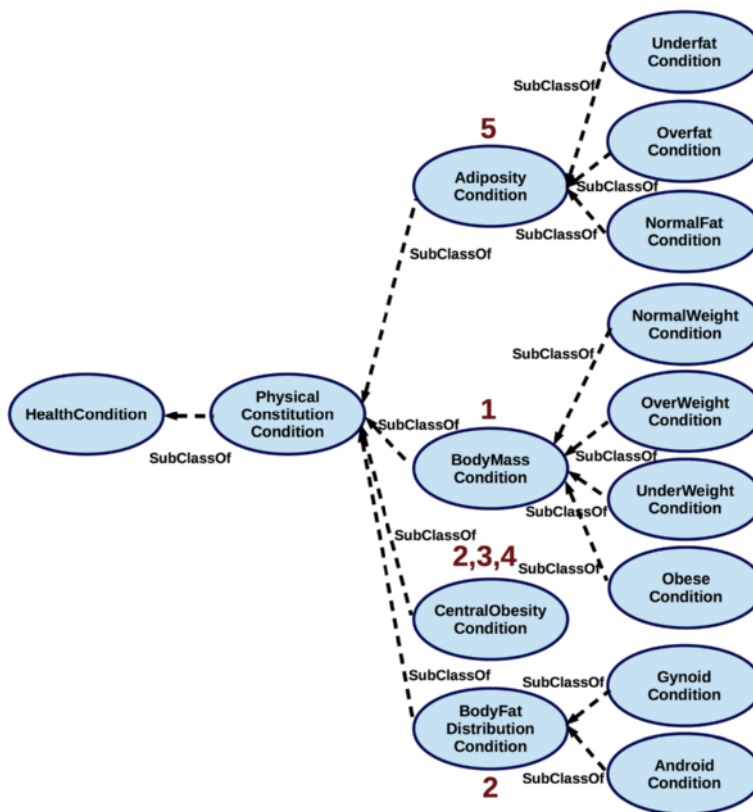 Underfat
Condition
SubClassOf
5
Overfat
Condition
Adiposity
Condition
SubClassOf
NormalFat
Condition
SubClassOf
SubClassOf
NormalWeight
Condition
SubClassOf
HealthCondition
Physical
Constitution
Condition
SubClassOf
1
SubClassOf
OverWeight
Condition
BodyMass
Condition
SubClassOf
UnderWeight
Condition
SubClassOf
SubClassOf
2,3,4
SubClassOf
Obese
Condition
CentralObesity
Condition
SubClassOf
Gynoid
Condition
SubClassOf
BodyFat
Distribution
Condition
Android
Condition
SubClassOf
2